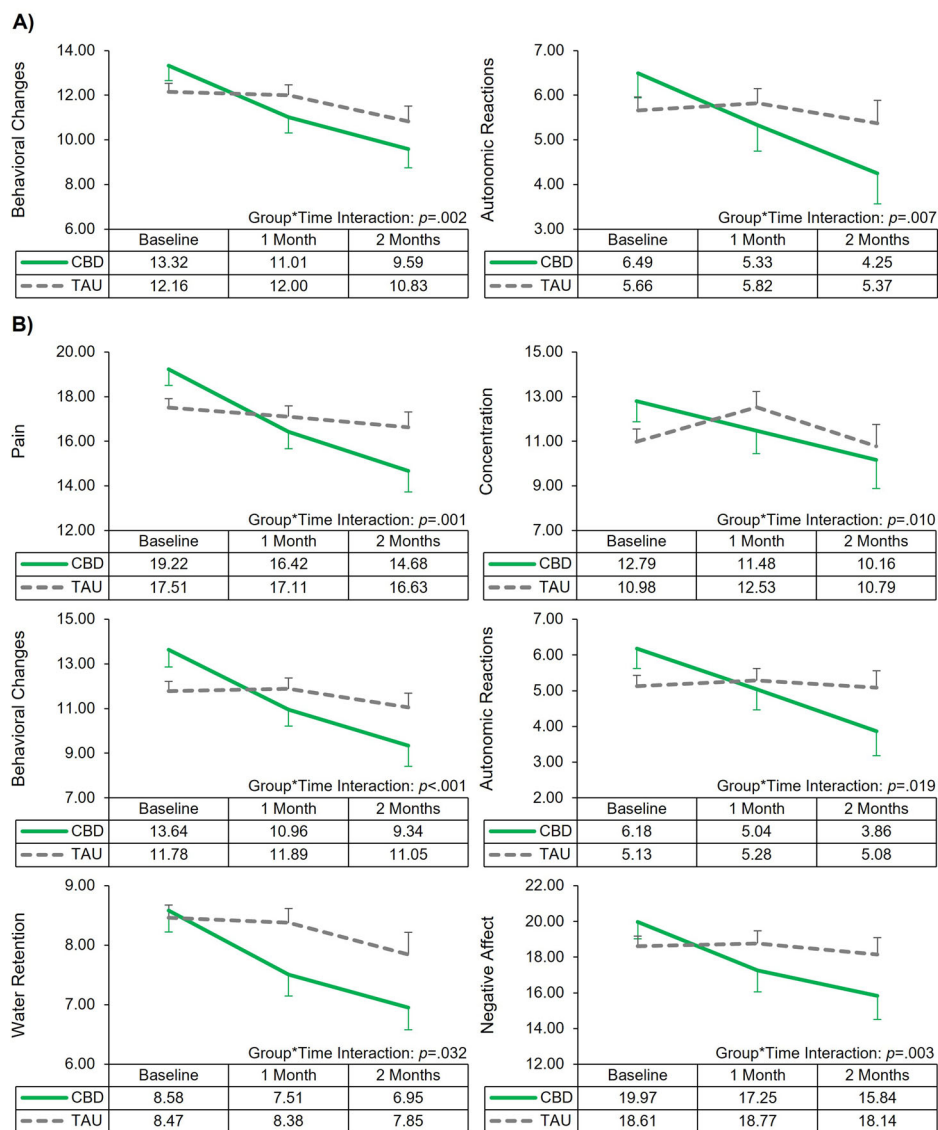 A)
Behavioral Changes
14.00
12.00
10.00
8.00
6.00
Group*Time Interaction: p=.002
Baseline 1 Month 2 Months
CBD 13.32 11.01 9.59
TAU 12.16 12.00 10.83
Autonomic Reactions
7.00
6.00
5.00
4.00
3.00
Group*Time Interaction: p=.007
Baseline 1 Month 2 Months
CBD 6.49 5.33 4.25
TAU 5.66 5.82 5.37
B)
Pain
20.00
18.00
16.00
14.00
12.00
Group*Time Interaction: p=.001
Baseline 1 Month 2 Months
CBD 19.22 16.42 14.68
TAU 17.51 17.11 16.63
Concentration
15.00
13.00
11.00
9.00
7.00
Group*Time Interaction: p=.010
Baseline 1 Month 2 Months
CBD 12.79 11.48 10.16
TAU 10.98 12.53 10.79
Behavioral Changes
15.00
13.00
11.00
9.00
7.00
Group*Time Interaction: p<.001
Baseline 1 Month 2 Months
CBD 13.64 10.96 9.34
TAU 11.78 11.89 11.05
Autonomic Reactions
7.00
6.00
5.00
4.00
3.00
2.00
Group*Time Interaction: p=.019
Baseline 1 Month 2 Months
CBD 6.18 5.04 3.86
TAU 5.13 5.28 5.08
Water Retention
9.00
8.00
7.00
6.00
Group*Time Interaction: p=.032
Baseline 1 Month 2 Months
CBD 8.58 7.51 6.95
TAU 8.47 8.38 7.85
Negative Affect
22.00
20.00
18.00
16.00
14.00
12.00
Group*Time Interaction: p=.003
Baseline 1 Month 2 Months
CBD 19.97 17.25 15.84
TAU 18.61 18.77 18.14